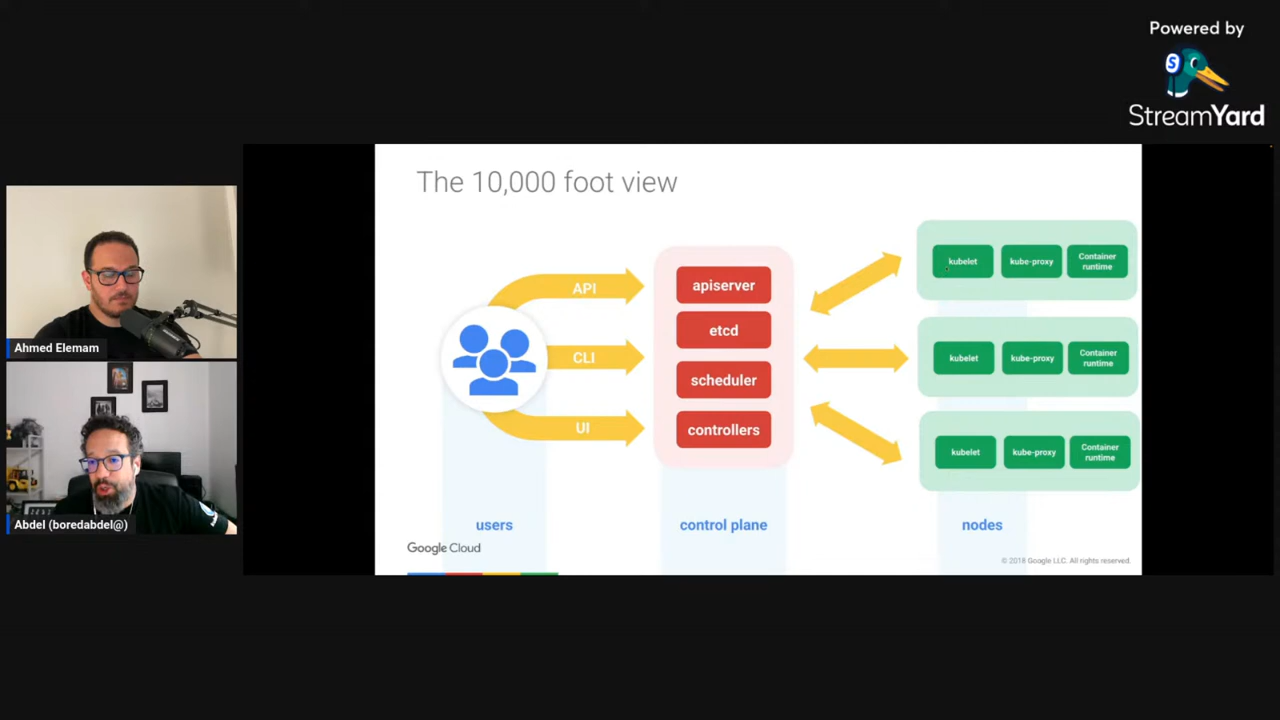 Powered by
S
StreamYard
Ahmed Elemam
Abdel (boredabdel@)
The 10,000 foot view
API
CLI
UI
users
apiserver
etcd
scheduler
controllers
control plane
kubelet
kube-proxy
Container
runtime
kubelet
kube-proxy
Container
runtime
kubelet
kube-proxy
Container
runtime
nodes
Google Cloud
© 2018 Google LLC. All rights reserved.